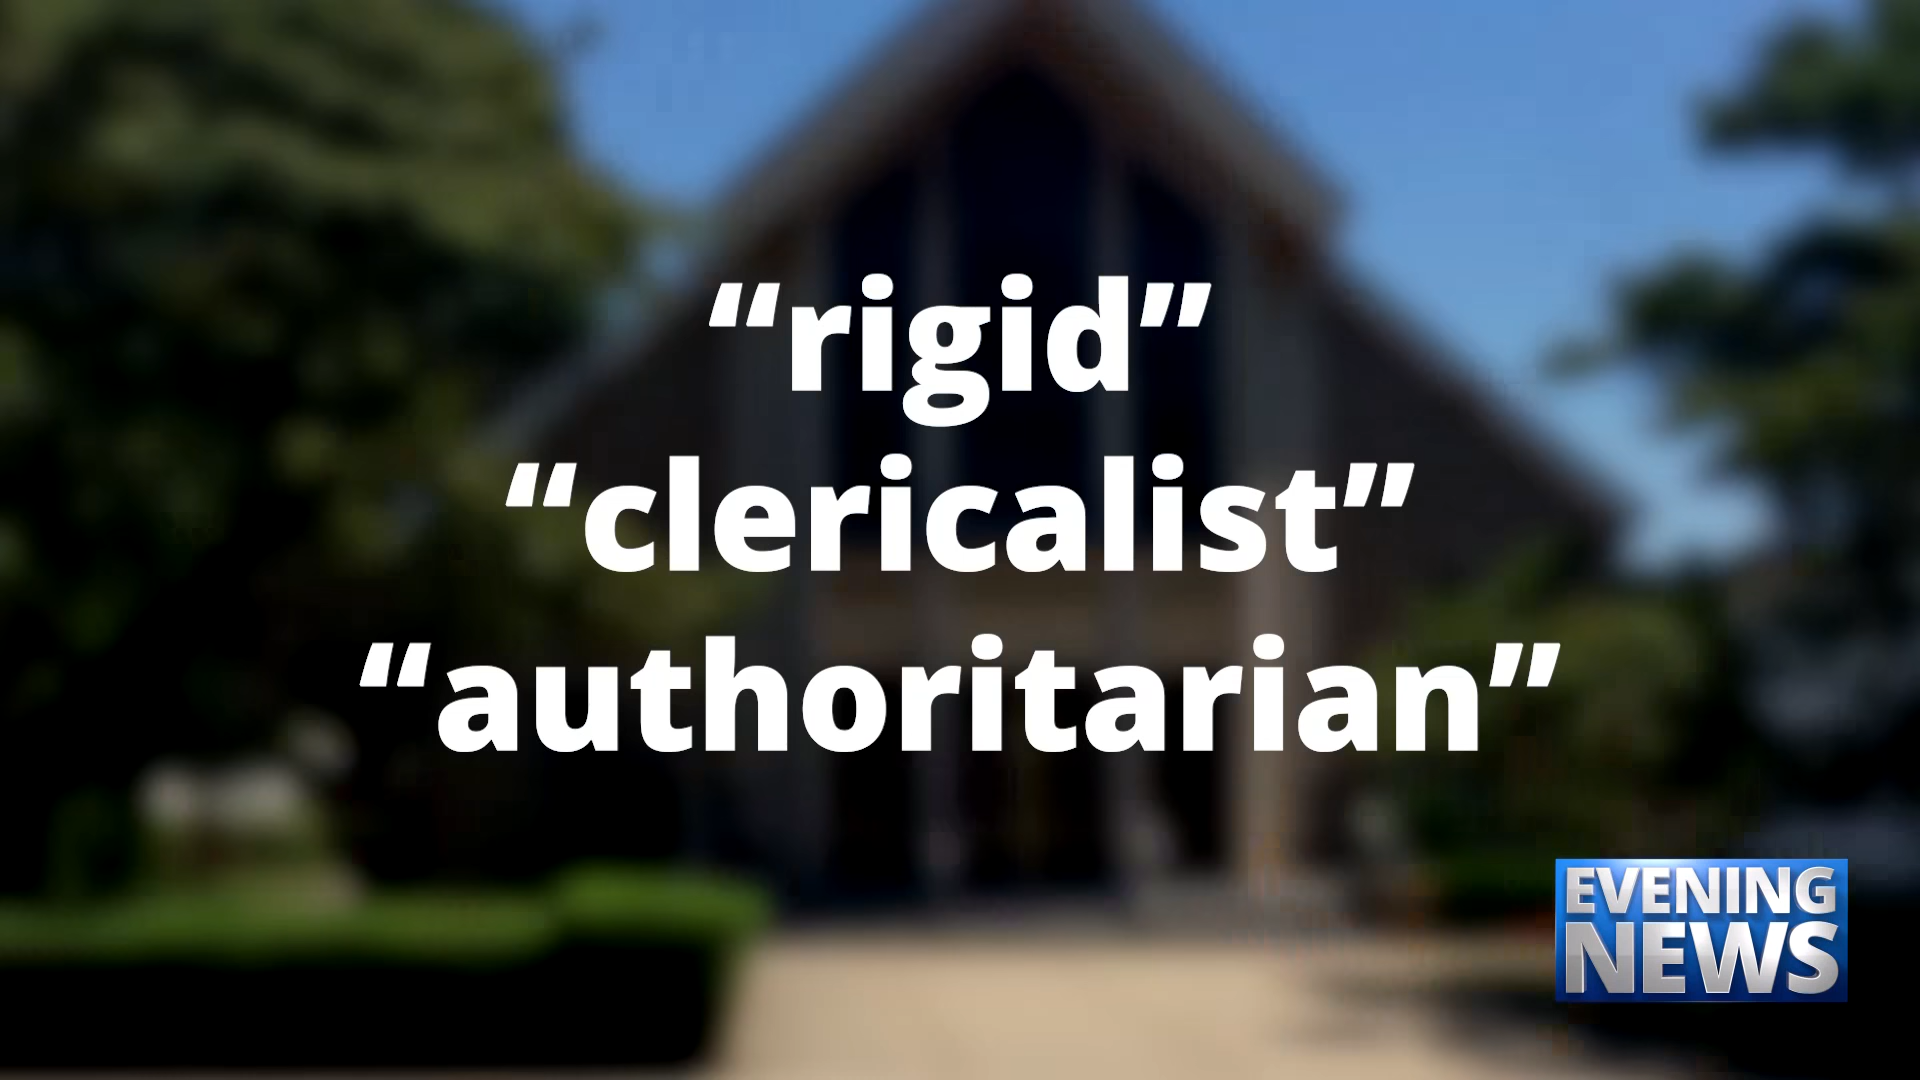 “rigid”
“clericalist”
“authoritarian”
EVENING
NEWS